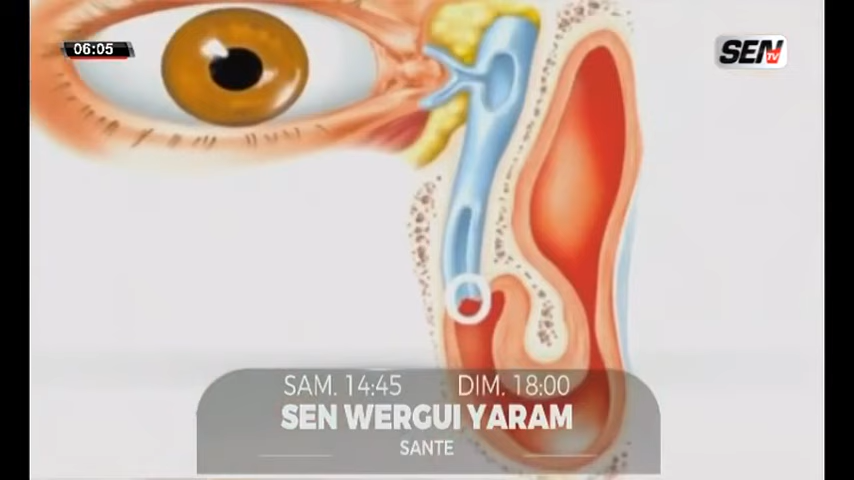 06:05
SEN TV
SAM. 14:45 DIM. 18:00
SEN WERGUI YARAM
SANTE